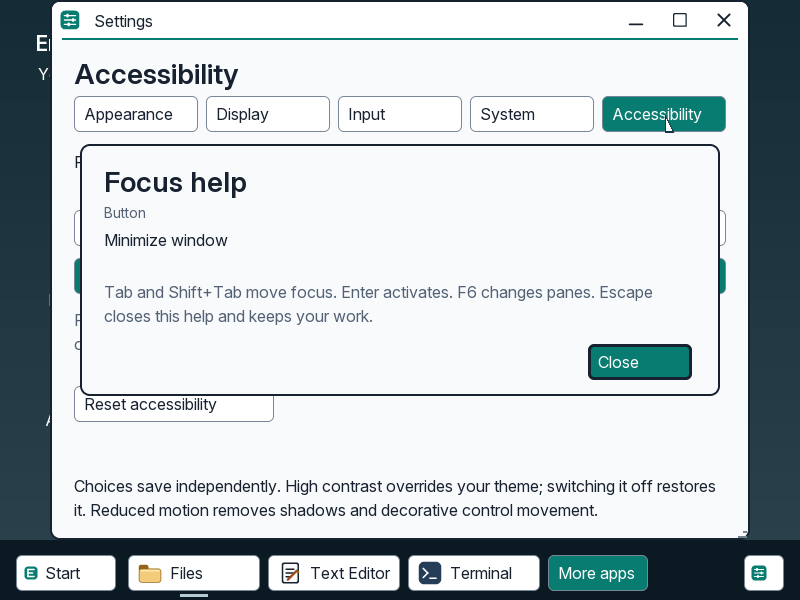 Settings
Accessibility
Appearance
Display
Input
System
Accessibility
Focus help
Button
Minimize window
Tab and Shift+Tab move focus. Enter activates. F6 changes panes. Escape
closes this help and keeps your work.
Close
Reset accessibility
Choices save independently. High contrast overrides your theme; switching it off restores
it. Reduced motion removes shadows and decorative control movement.
Start
Files
Text Editor
Terminal
More apps